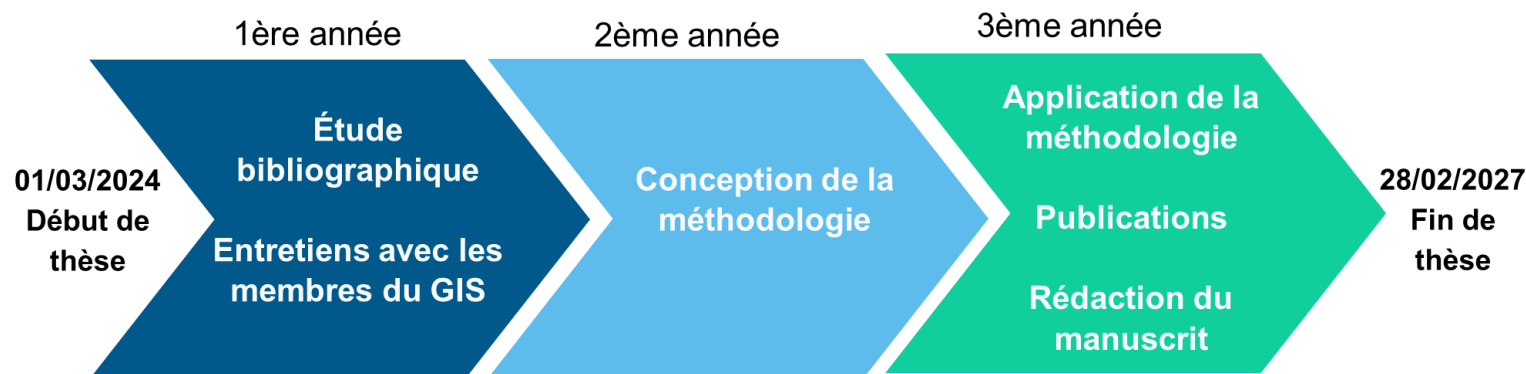 1ère année
2ème année
3ème année
01/03/2024
Début de
thèse
Étude
bibliographique
Entretiens avec les
membres du GIS
Conception de la
méthodologie
Application de la
méthodologie
Publications
Rédaction du
manuscrit
28/02/2027
Fin de
thèse